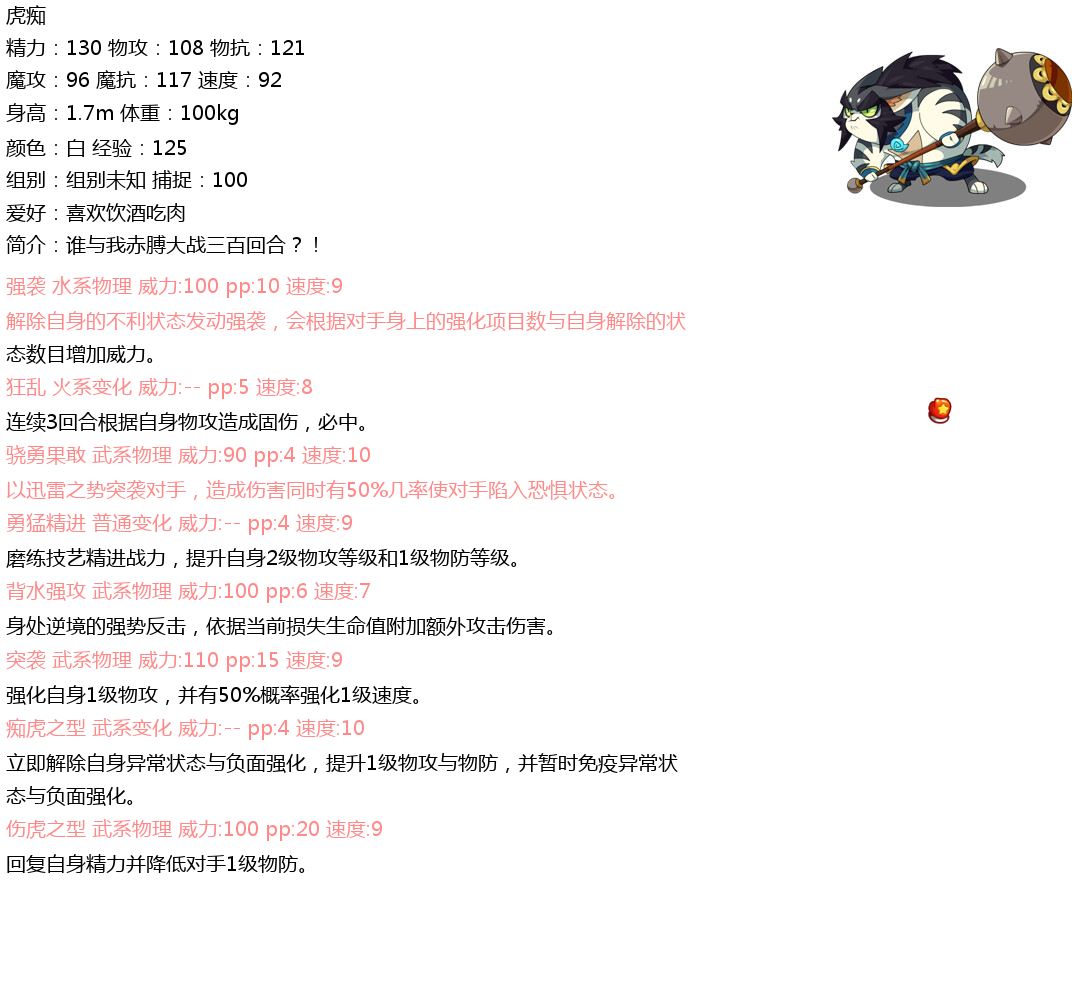 虎痴
精力：130 物攻：108 物抗：121
魔攻：96 魔抗：117 速度：92
身高：1.7m 体重：100kg
颜色：白 经验：125
组别：组别未知 捕捉：100
爱好：喜欢饮酒吃肉
简介：谁与我赤膊大战三百回合？！
强袭 水系物理 威力:100 pp:10 速度:9
解除自身的不利状态发动强袭，会根据对手身上的强化项目数与自身解除的状
态数目增加威力。
狂乱 火系变化 威力:-- pp:5 速度:8
连续3回合根据自身物攻造成固伤，必中。
骁勇果敢 武系物理 威力:90 pp:4 速度:10
以迅雷之势突袭对手，造成伤害同时有50%几率使对手陷入恐惧状态。
勇猛精进 普通变化 威力:-- pp:4 速度:9
磨练技艺精进战力，提升自身2级物攻等级和1级物防等级。
背水强攻 武系物理 威力:100 pp:6 速度:7
身处逆境的强势反击，依据当前损失生命值附加额外攻击伤害。
突袭 武系物理 威力:110 pp:15 速度:9
强化自身1级物攻，并有50%概率强化1级速度。
痴虎之型 武系变化 威力:-- pp:4 速度:10
立即解除自身异常状态与负面强化，提升1级物攻与物防，并暂时免疫异常状
态与负面强化。
伤虎之型 武系物理 威力:100 pp:20 速度:9
回复自身精力并降低对手1级物防。